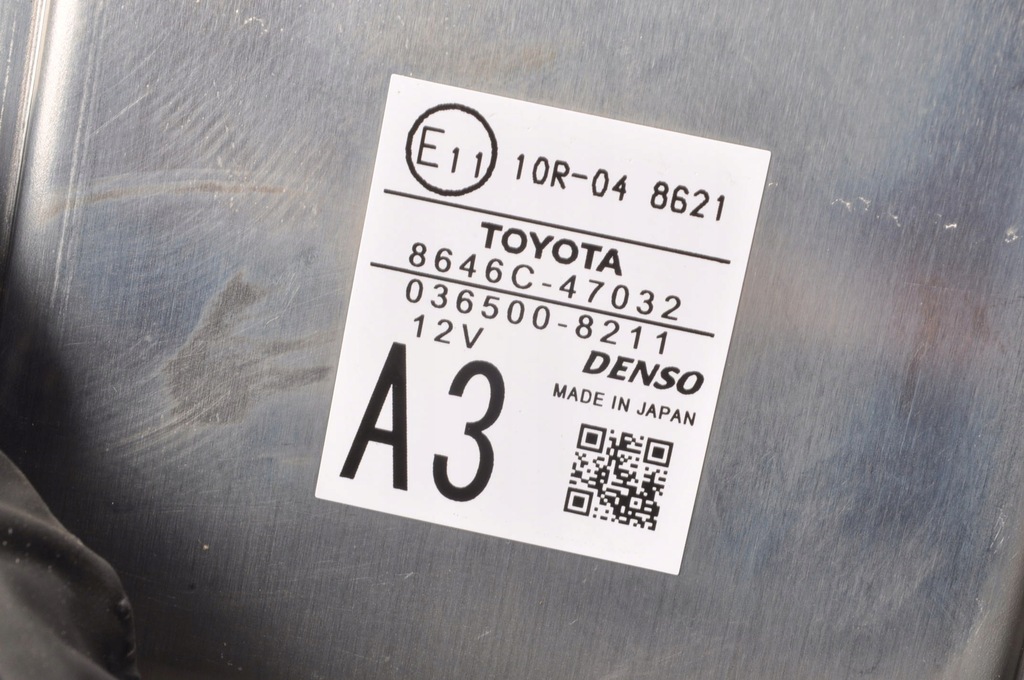 E11 10R-04 8621
TOYOTA
8646C-47032
036500-8211
12V
DENSO
MADE IN JAPAN
A3